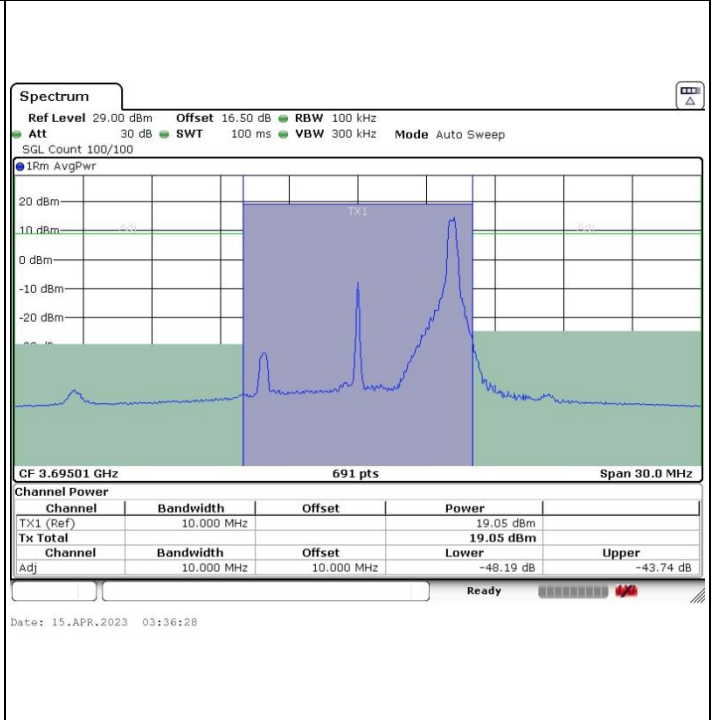 Spectrum
Ref Level 29.00 dBm Offset 16.50 dB RBW 100 kHz
Att 30 dB SWT 100 ms VBW 300 kHz Mode Auto Sweep
SGL Count 100/100
1Rm AvgPwr
20 dBm
TX1
10 dBm Adj Adj
0 dBm
-10 dBm
-20 dBm
CF 3.69501 GHz 691 pts Span 30.0 MHz
Channel Power
Channel Bandwidth Offset Power
TX1 (Ref) 10.000 MHz 19.05 dBm
Tx Total 19.05 dBm
Channel Bandwidth Offset Lower Upper
Adj 10.000 MHz 10.000 MHz -48.19 dB -43.74 dB
Ready
Date: 15.APR.2023 03:36:28